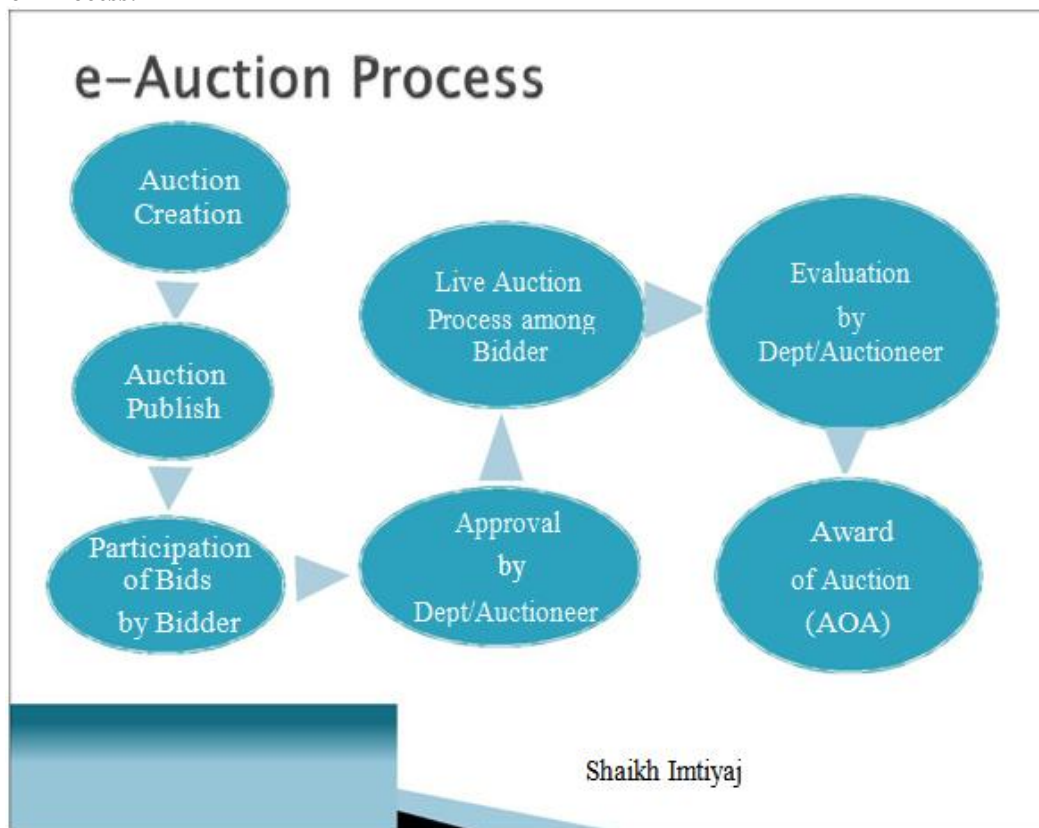 e-Auction Process
Auction
Creation
Auction
Publish
Participation
of Bids
by Bidder
Approval
by
Dept/Auctioneer
Live Auction
Process among
Bidder
Evaluation
by
Dept/Auctioneer
Award
of Auction
(AOA)
Shaikh Imtiyaj